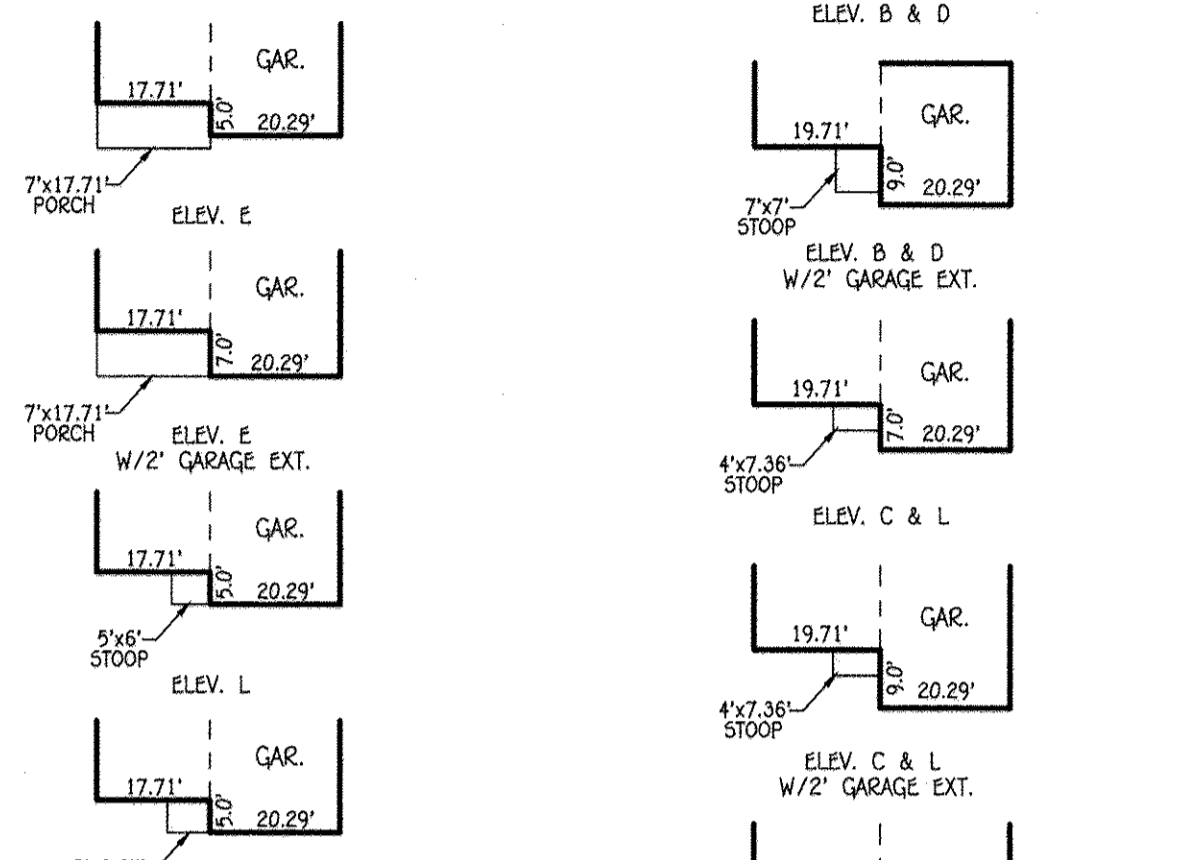 GAR.
17.71'
5.0'
20.29'
7'x17.71'
PORCH
ELEV. E
GAR.
17.71'
7.0'
20.29'
7'x17.71'
PORCH
ELEV. E
W/2' GARAGE EXT.
GAR.
17.71'
5.0'
20.29'
5'x6'
STOOP
ELEV. L
GAR.
17.71'
5.0'
20.29'
ELEV. B & D
GAR.
19.71'
9.0'
20.29'
7'x7'
STOOP
ELEV. B & D
W/2' GARAGE EXT.
GAR.
19.71'
7.0'
20.29'
4'x7.36'
STOOP
ELEV. C & L
GAR.
19.71'
9.0'
20.29'
4'x7.36'
STOOP
ELEV. C & L
W/2' GARAGE EXT.